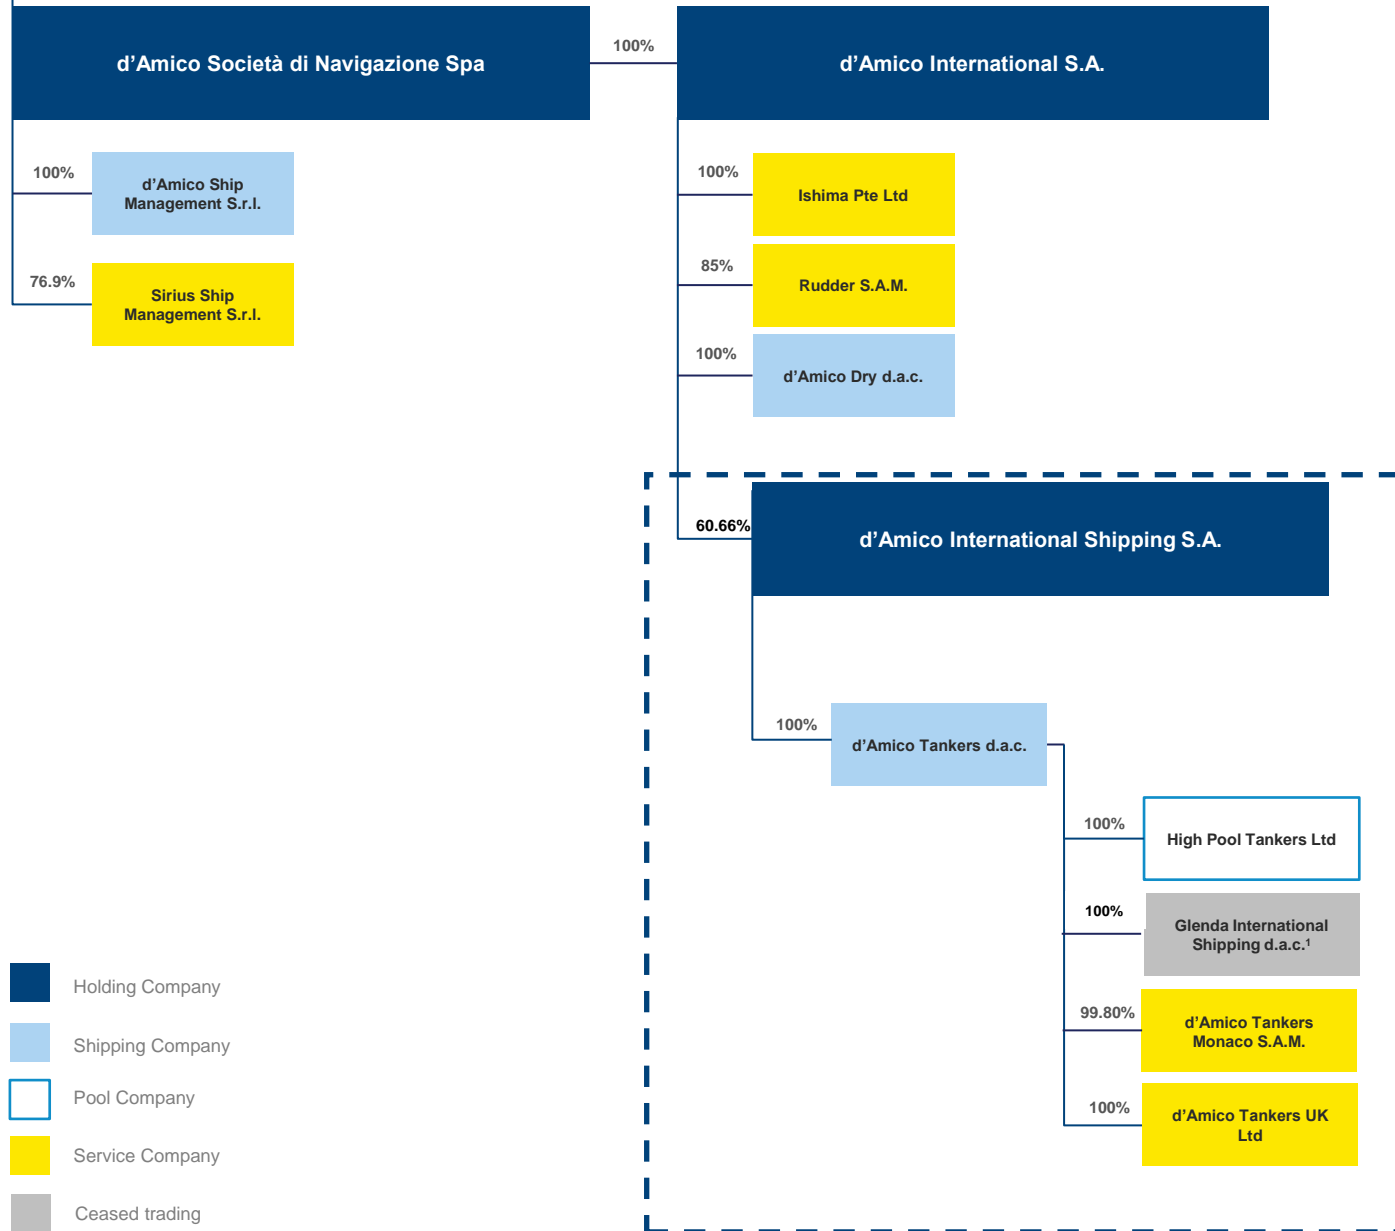 d’Amico Società di Navigazione Spa
100%
d’Amico International S.A.
100%
d’Amico Ship
Management S.r.l.
76.9%
Sirius Ship
Management S.r.l.
100%
Ishima Pte Ltd
85%
Rudder S.A.M.
100%
d’Amico Dry d.a.c.
60.66%
d’Amico International Shipping S.A.
100%
d’Amico Tankers d.a.c.
100%
High Pool Tankers Ltd
100%
Glenda International
Shipping d.a.c.¹
99.80%
d’Amico Tankers
Monaco S.A.M.
100%
d’Amico Tankers UK
Ltd
Holding Company
Shipping Company
Pool Company
Service Company
Ceased trading